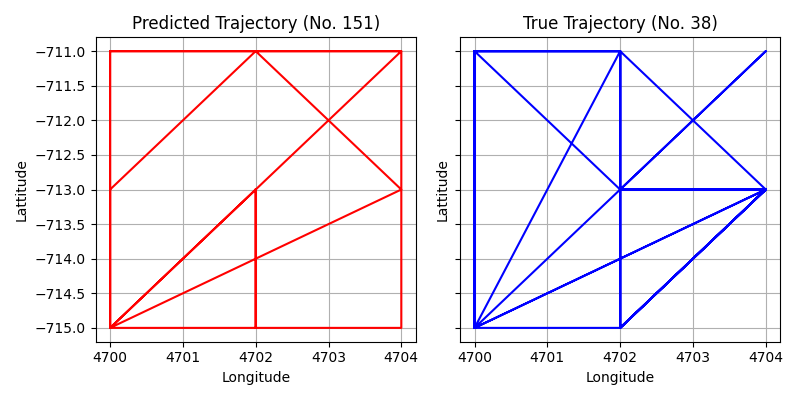 Predicted Trajectory (No. 151)
True Trajectory (No. 38)
−711.0
−711.5
−712.0
−712.5
−713.0
−713.5
−714.0
−714.5
−715.0
Lattitude
Lattitude
4700 4701 4702 4703 4704
4700 4701 4702 4703 4704
Longitude
Longitude